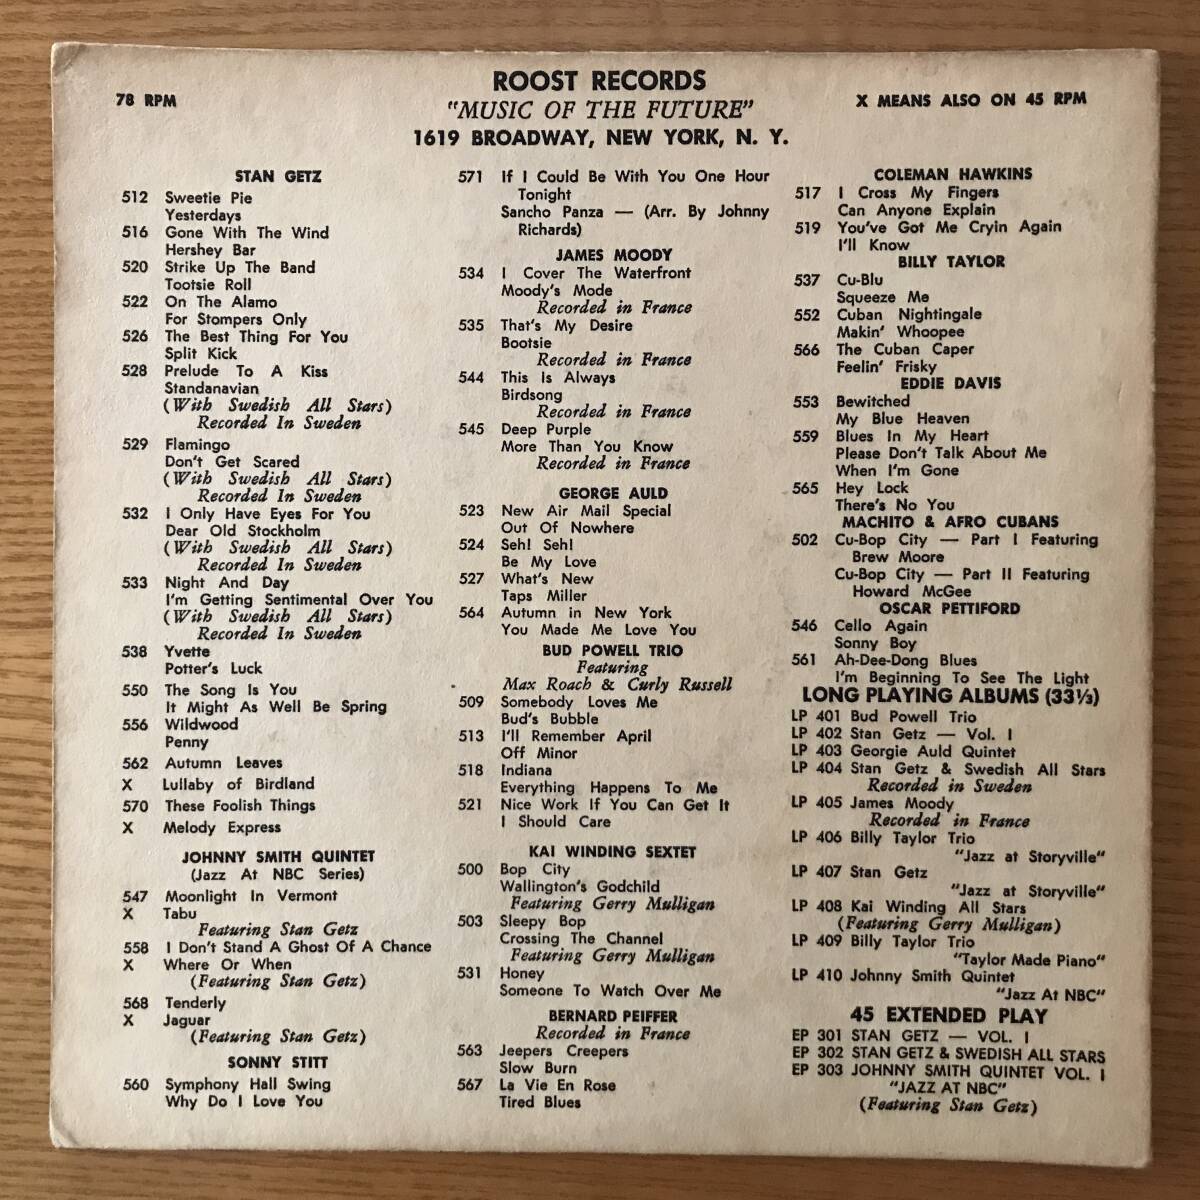 ROOST RECORDS
78 RPM
"MUSIC OF THE FUTURE"
X MEANS ALSO ON 45 RPM
1619 BROADWAY, NEW YORK, N. Y.
STAN GETZ
512 Sweetie Pie
Yesterdays
516 Gone With The Wind
Hershey Bar
520 Strike Up The Band
Tootsie Roll
522 On The Alamo
For Stompers Only
526 The Best Thing For You
Split Kick
528 Prelude To A Kiss
Standanavian
(With Swedish All Stars)
Recorded In Sweden
529 Flamingo
Don't Get Scared
(With Swedish All Stars)
Recorded In Sweden
532 I Only Have Eyes For You
Dear Old Stockholm
(With Swedish All Stars)
Recorded In Sweden
533 Night And Day
I'm Getting Sentimental Over You
(With Swedish All Stars)
Recorded In Sweden
538 Yvette
Potter's Luck
550 The Song Is You
It Might As Well Be Spring
556 Wildwood
Penny
562 Autumn Leaves
X Lullaby of Birdland
570 These Foolish Things
X Melody Express
JOHNNY SMITH QUINTET
(Jazz At NBC Series)
547 Moonlight In Vermont
X Tabu
Featuring Stan Getz
558 I Don't Stand A Ghost Of A Chance
X Where Or When
(Featuring Stan Getz)
568 Tenderly
X Jaguar
(Featuring Stan Getz)
SONNY STITT
560 Symphony Hall Swing
Why Do I Love You
571 If I Could Be With You One Hour
Tonight
Sancho Panza — (Arr. By Johnny
Richards)
JAMES MOODY
534 I Cover The Waterfront
Moody's Mode
Recorded in France
535 That's My Desire
Bootsie
Recorded in France
544 This Is Always
Birdsong
Recorded in France
545 Deep Purple
More Than You Know
Recorded in France
GEORGE AULD
523 New Air Mail Special
Out Of Nowhere
524 Seh! Seh!
Be My Love
527 What's New
Taps Miller
564 Autumn in New York
You Made Me Love You
BUD POWELL TRIO
Featuring
Max Roach & Curly Russell
509 Somebody Loves Me
Bud's Bubble
513 I'll Remember April
Off Minor
518 Indiana
Everything Happens To Me
521 Nice Work If You Can Get It
I Should Care
KAI WINDING SEXTET
500 Bop City
Wallington's Godchild
Featuring Gerry Mulligan
503 Sleepy Bop
Crossing The Channel
Featuring Gerry Mulligan
531 Honey
Someone To Watch Over Me
BERNARD PEIFFER
Recorded in France
563 Jeepers Creepers
Slow Burn
567 La Vie En Rose
Tired Blues
COLEMAN HAWKINS
517 I Cross My Fingers
Can Anyone Explain
519 You've Got Me Cryin Again
I'll Know
BILLY TAYLOR
537 Cu-Blu
Squeeze Me
552 Cuban Nightingale
Makin' Whoopee
566 The Cuban Caper
Feelin' Frisky
EDDIE DAVIS
553 Bewitched
My Blue Heaven
559 Blues In My Heart
Please Don't Talk About Me
When I'm Gone
565 Hey Lock
There's No You
MACHITO & AFRO CUBANS
502 Cu-Bop City — Part I Featuring
Brew Moore
Cu-Bop City — Part II Featuring
Howard McGee
OSCAR PETTIFORD
546 Cello Again
Sonny Boy
561 Ah-Dee-Dong Blues
I'm Beginning To See The Light
LONG PLAYING ALBUMS (33⅓)
LP 401 Bud Powell Trio
LP 402 Stan Getz — Vol. I
LP 403 Georgie Auld Quintet
LP 404 Stan Getz & Swedish All Stars
Recorded in Sweden
LP 405 James Moody
Recorded in France
LP 406 Billy Taylor Trio
"Jazz at Storyville"
LP 407 Stan Getz
"Jazz at Storyville"
LP 408 Kai Winding All Stars
(Featuring Gerry Mulligan)
LP 409 Billy Taylor Trio
"Taylor Made Piano"
LP 410 Johnny Smith Quintet
"Jazz At NBC"
45 EXTENDED PLAY
EP 301 STAN GETZ — VOL. I
EP 302 STAN GETZ & SWEDISH ALL STARS
EP 303 JOHNNY SMITH QUINTET VOL. I
"JAZZ AT NBC"
(Featuring Stan Getz)